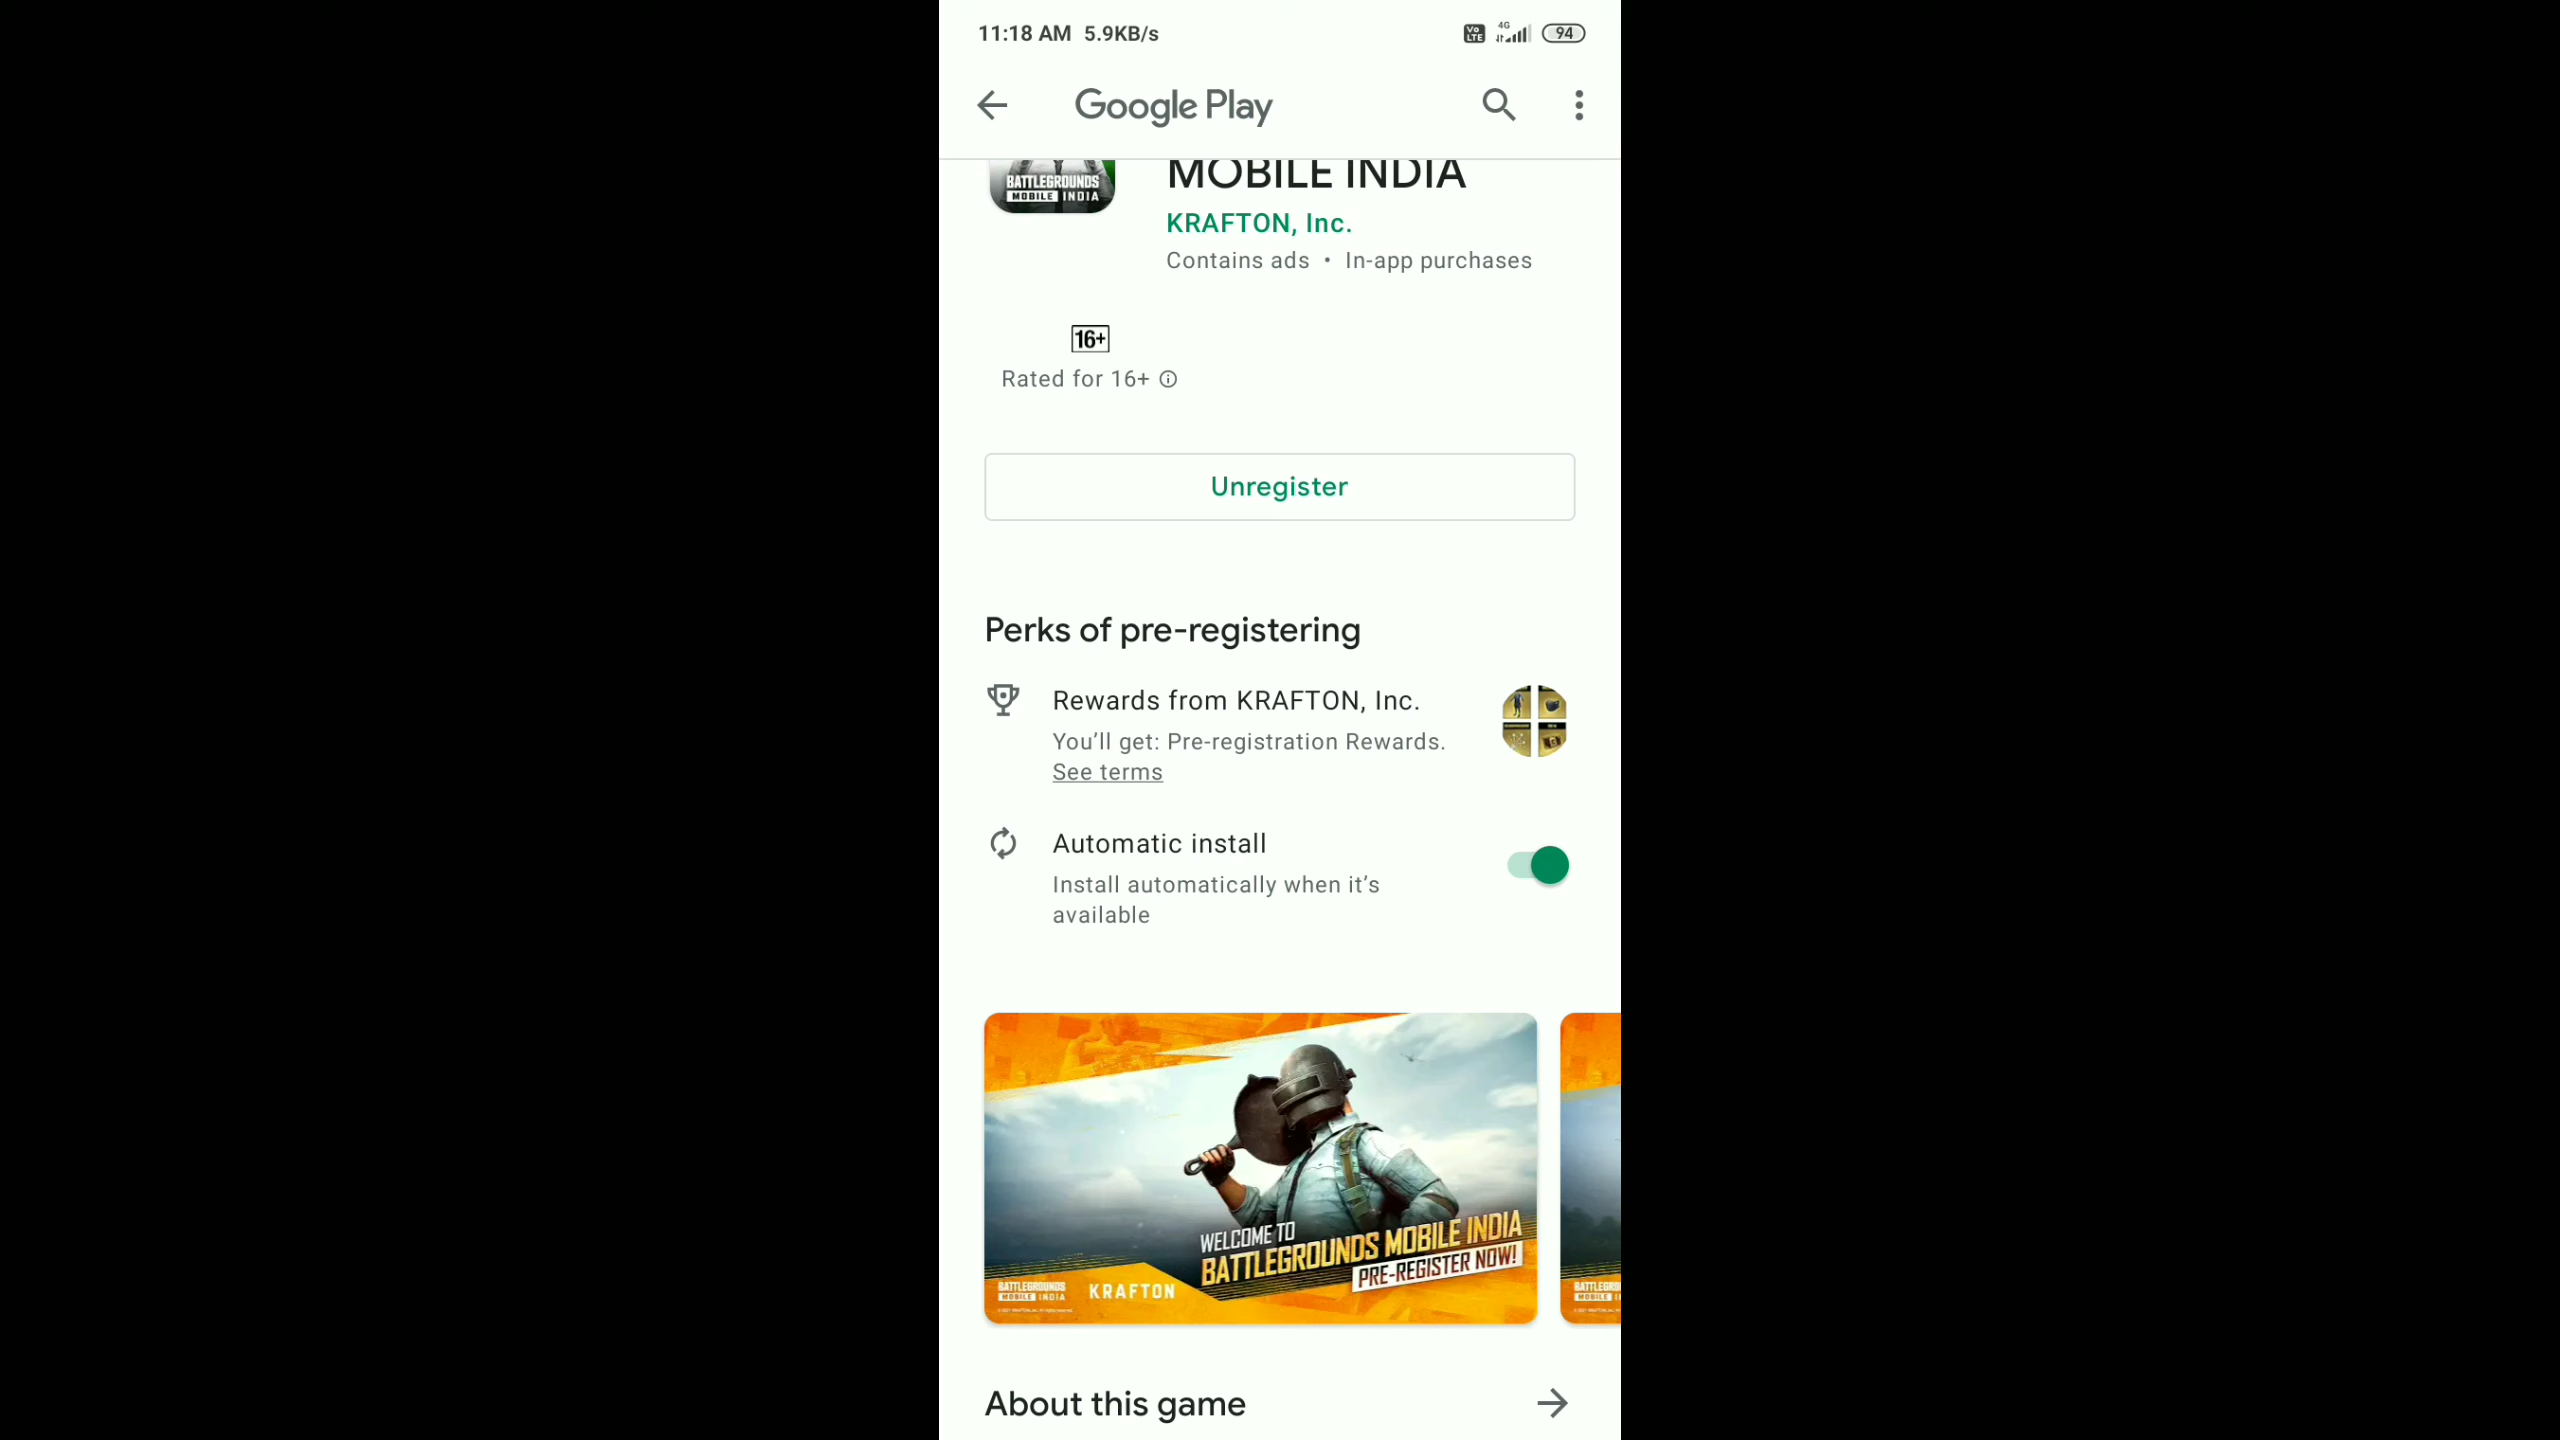 11:18 AM 5.9KB/s
Vo LTE 4G 94
Google Play
MOBILE INDIA
BATTLEGROUNDS
MOBILE INDIA
KRAFTON, Inc.
Contains ads • In-app purchases
16+
Rated for 16+
Unregister
Perks of pre-registering
Rewards from KRAFTON, Inc.
You’ll get: Pre-registration Rewards.
See terms
Automatic install
Install automatically when it’s
available
WELCOME TO
BATTLEGROUNDS MOBILE INDIA
PRE-REGISTER NOW!
BATTLEGROUNDS
MOBILE INDIA
KRAFTON
About this game